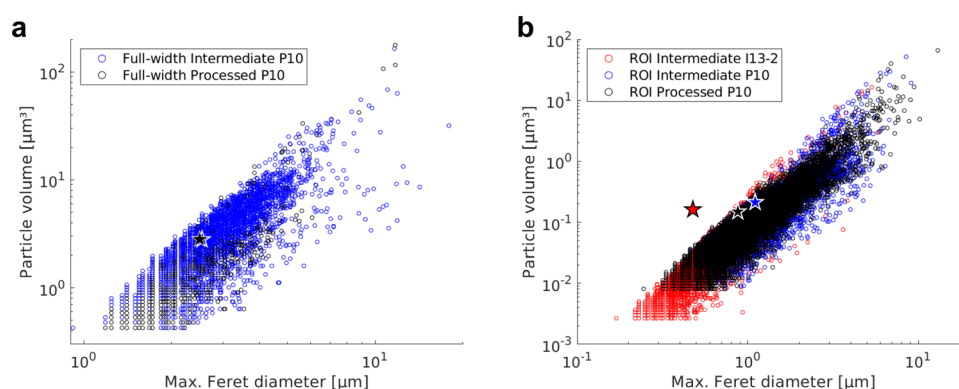 a
Full-width Intermediate P10
Full-width Processed P10
Particle volume [µm³]
10²
10¹
10⁰
10⁰
10¹
Max. Feret diameter [µm]
b
ROI Intermediate I13-2
ROI Intermediate P10
ROI Processed P10
Particle volume [µm³]
10²
10¹
10⁰
10⁻¹
10⁻²
10⁻³
10⁻¹
10⁰
10¹
Max. Feret diameter [µm]